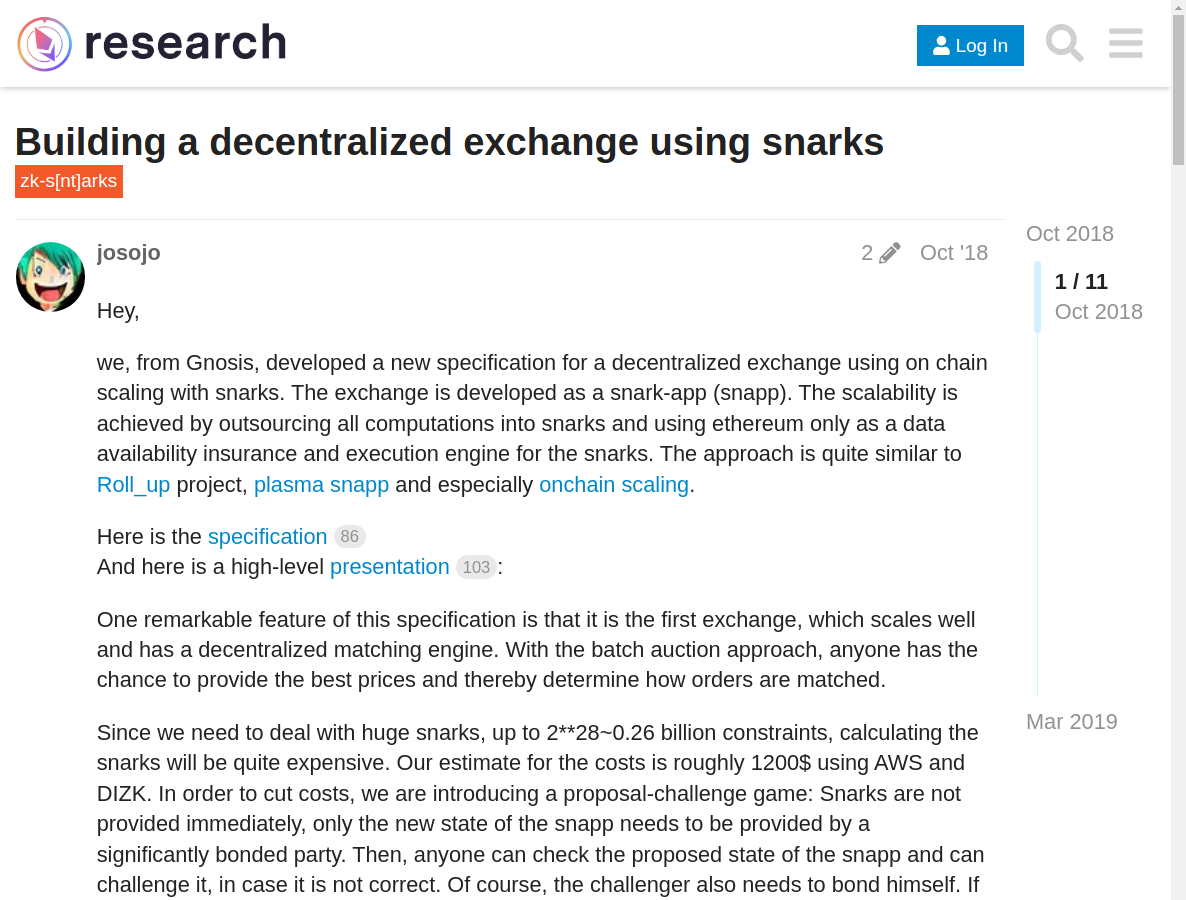 research
Log In
Building a decentralized exchange using snarks
zk-s[nt]arks
josojo
2
Oct '18
Oct 2018
1 / 11
Oct 2018
Hey,
we, from Gnosis, developed a new specification for a decentralized exchange using on chain
scaling with snarks. The exchange is developed as a snark-app (snapp). The scalability is
achieved by outsourcing all computations into snarks and using ethereum only as a data
availability insurance and execution engine for the snarks. The approach is quite similar to
Roll_up project, plasma snapp and especially onchain scaling.
Here is the specification 86
And here is a high-level presentation 103:
One remarkable feature of this specification is that it is the first exchange, which scales well
and has a decentralized matching engine. With the batch auction approach, anyone has the
chance to provide the best prices and thereby determine how orders are matched.
Mar 2019
Since we need to deal with huge snarks, up to 2**28~0.26 billion constraints, calculating the
snarks will be quite expensive. Our estimate for the costs is roughly 1200$ using AWS and
DIZK. In order to cut costs, we are introducing a proposal-challenge game: Snarks are not
provided immediately, only the new state of the snapp needs to be provided by a
significantly bonded party. Then, anyone can check the proposed state of the snapp and can
challenge it, in case it is not correct. Of course, the challenger also needs to bond himself. If